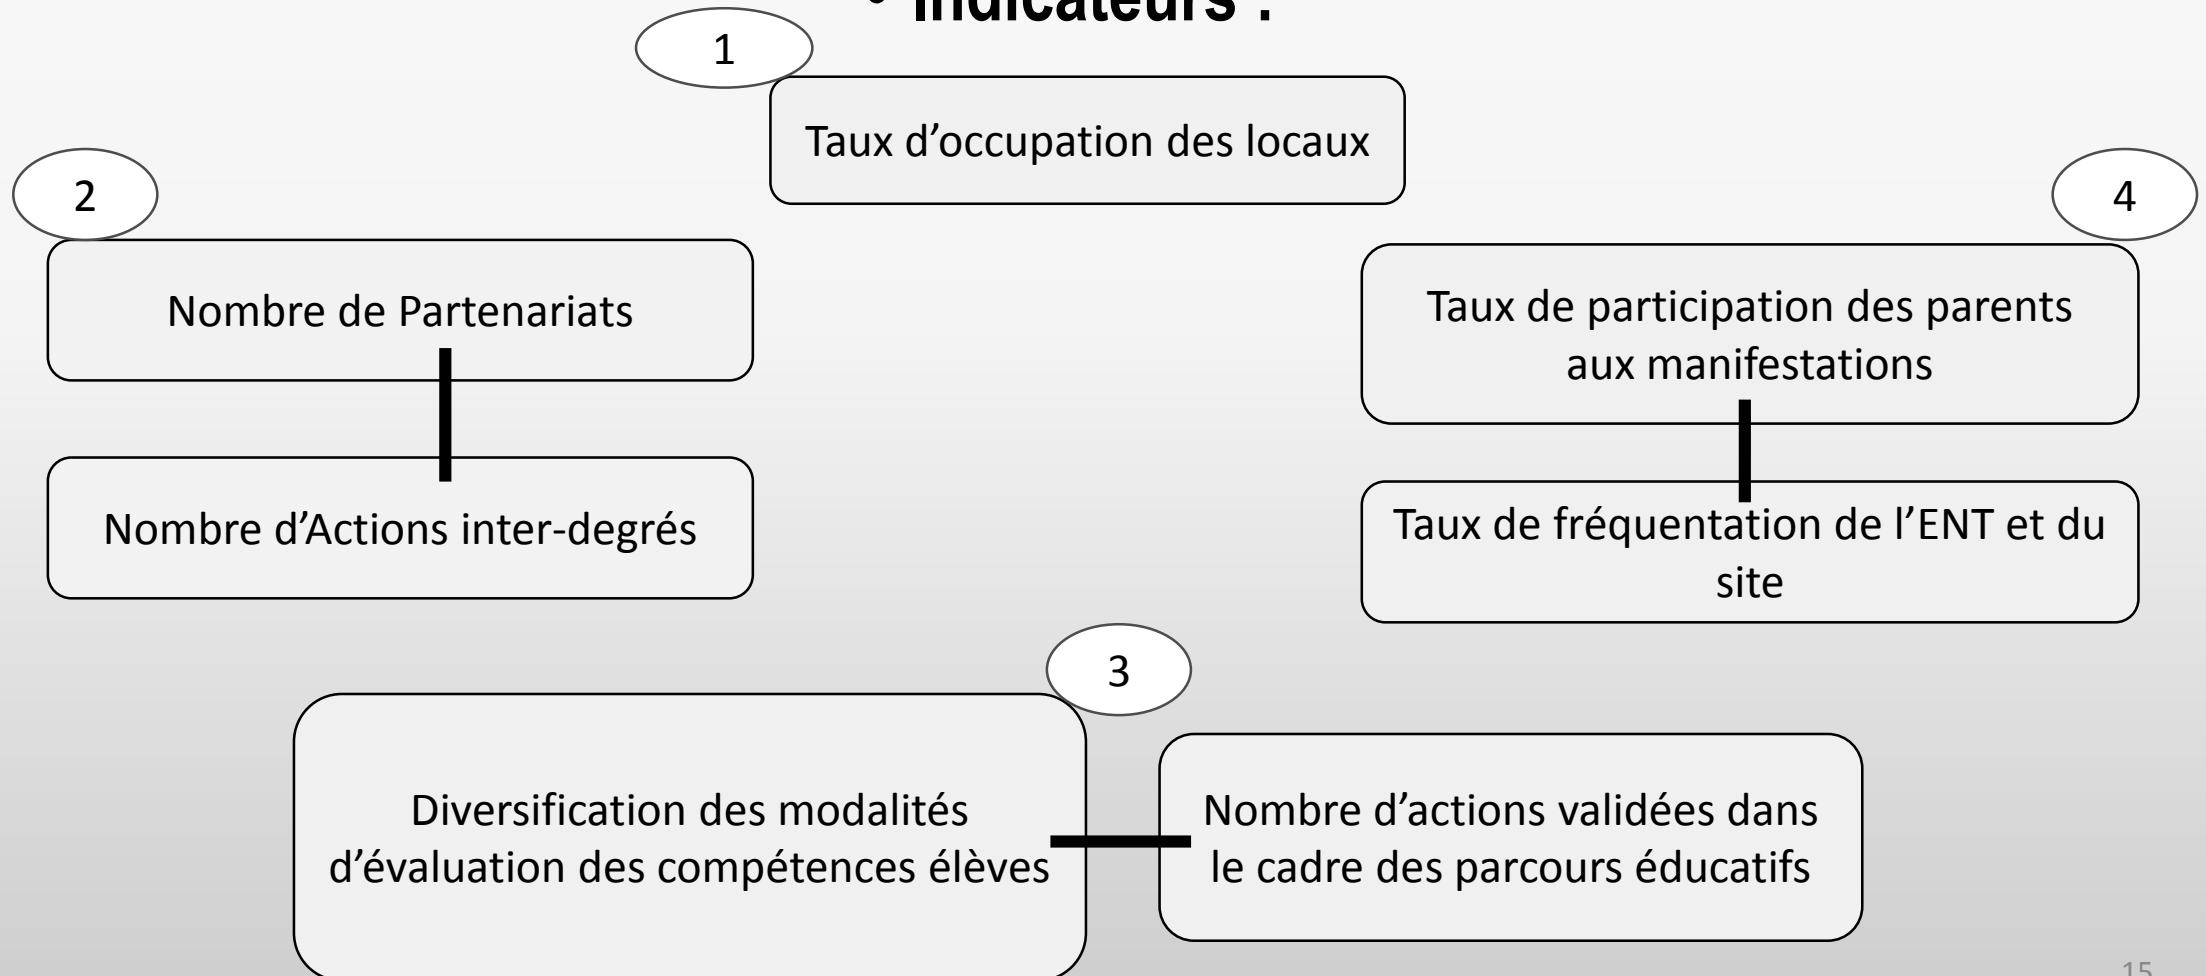 • Indicateurs :
1
Taux d’occupation des locaux
2
Nombre de Partenariats
Nombre d’Actions inter-degrés
4
Taux de participation des parents
aux manifestations
Taux de fréquentation de l’ENT et du
site
3
Diversification des modalités
d’évaluation des compétences élèves
Nombre d’actions validées dans
le cadre des parcours éducatifs
15